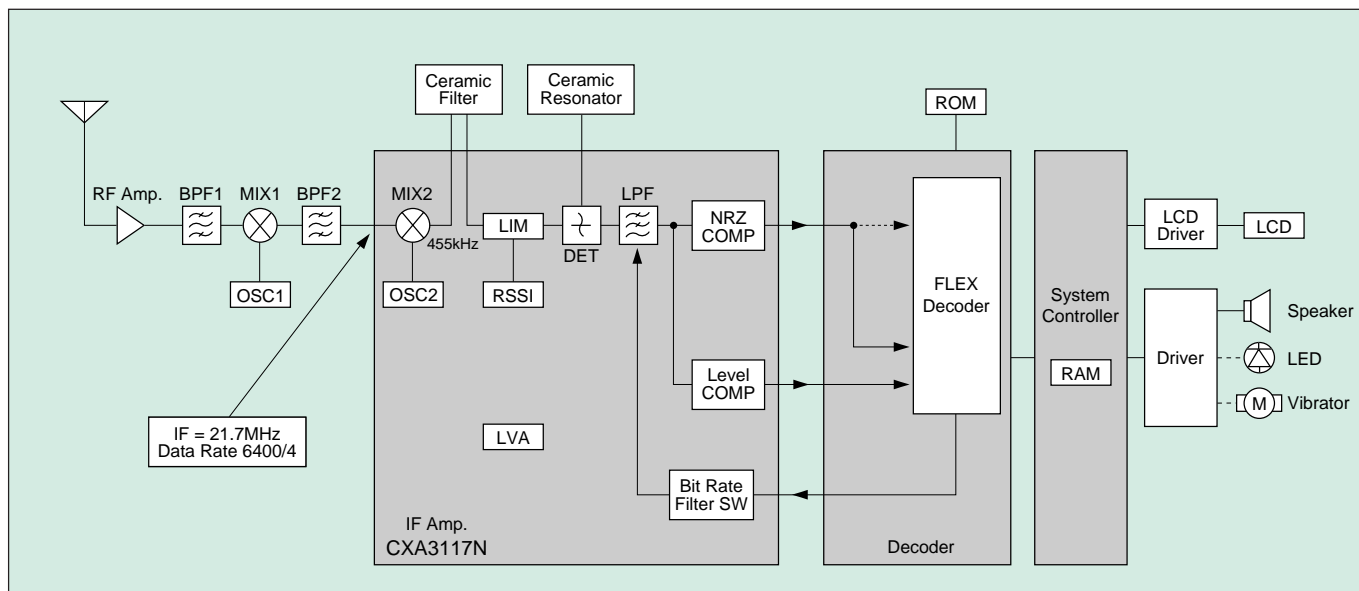 Ceramic
Filter
Ceramic
Resonator
ROM
RF Amp.
BPF1
MIX1
BPF2
MIX2
LPF
455kHz
LIM
DET
NRZ
COMP
OSC1
OSC2
RSSI
FLEX
Decoder
System
Controller
RAM
LCD
Driver
LCD
Driver
Speaker
LED
M
Vibrator
Level
COMP
IF = 21.7MHz
Data Rate 6400/4
LVA
Bit Rate
Filter SW
IF Amp.
CXA3117N
Decoder